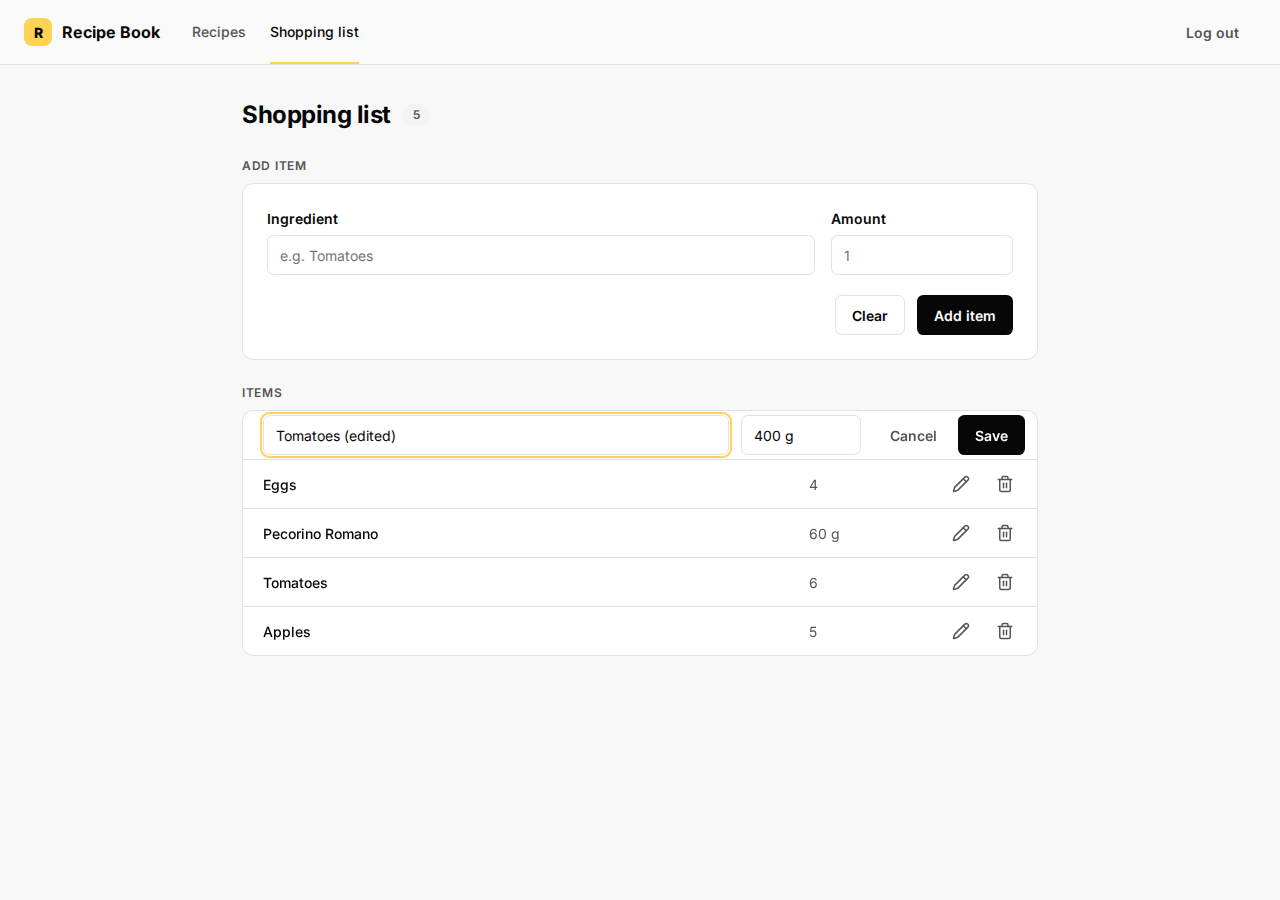 R Recipe Book Recipes Shopping list Log out
Shopping list 5
ADD ITEM
Ingredient Amount
e.g. Tomatoes 1
Clear Add item
ITEMS
Tomatoes (edited) 400 g Cancel Save
Eggs 4
Pecorino Romano 60 g
Tomatoes 6
Apples 5